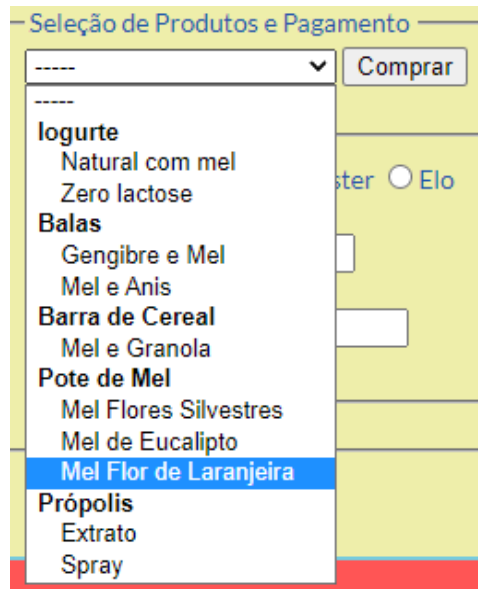 Seleção de Produtos e Pagamento
----- Comprar
-----
Iogurte
Natural com mel
ster Elo
Zero lactose
Balas
Gengibre e Mel
Mel e Anis
Barra de Cereal
Mel e Granola
Pote de Mel
Mel Flores Silvestres
Mel de Eucalipto
Mel Flor de Laranjeira
Própolis
Extrato
Spray